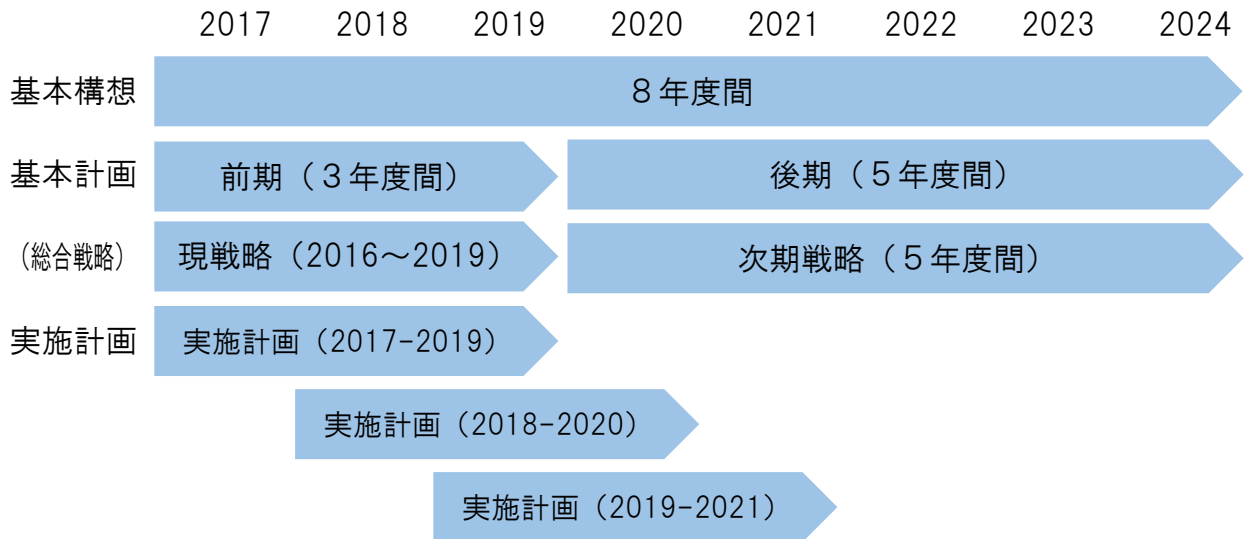 2017 2018 2019 2020 2021 2022 2023 2024
基本構想 8年度間
基本計画 前期（3年度間） 後期（5年度間）
（総合戦略） 現戦略（2016～2019） 次期戦略（5年度間）
実施計画 実施計画（2017-2019）
実施計画（2018-2020）
実施計画（2019-2021）